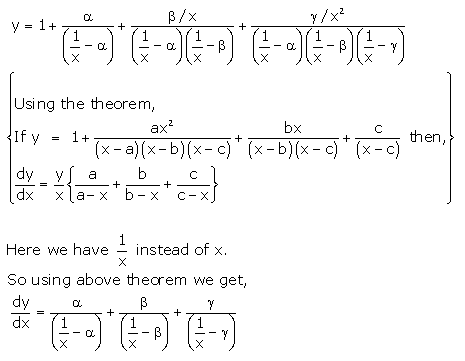 y = 1 + α/(1/x − α) + (β/x)/((1/x − α)(1/x − β)) + (γ/x²)/((1/x − α)(1/x − β)(1/x − γ))
Using the theorem,
If y = 1 + ax²/((x−a)(x−b)(x−c)) + bx/((x−b)(x−c)) + c/(x−c) then,
dy/dx = y/x {a/(a−x) + b/(b−x) + c/(c−x)}
Here we have 1/x instead of x.
So using above theorem we get,
dy/dx = α/(1/x − α) + β/(1/x − β) + γ/(1/x − γ)